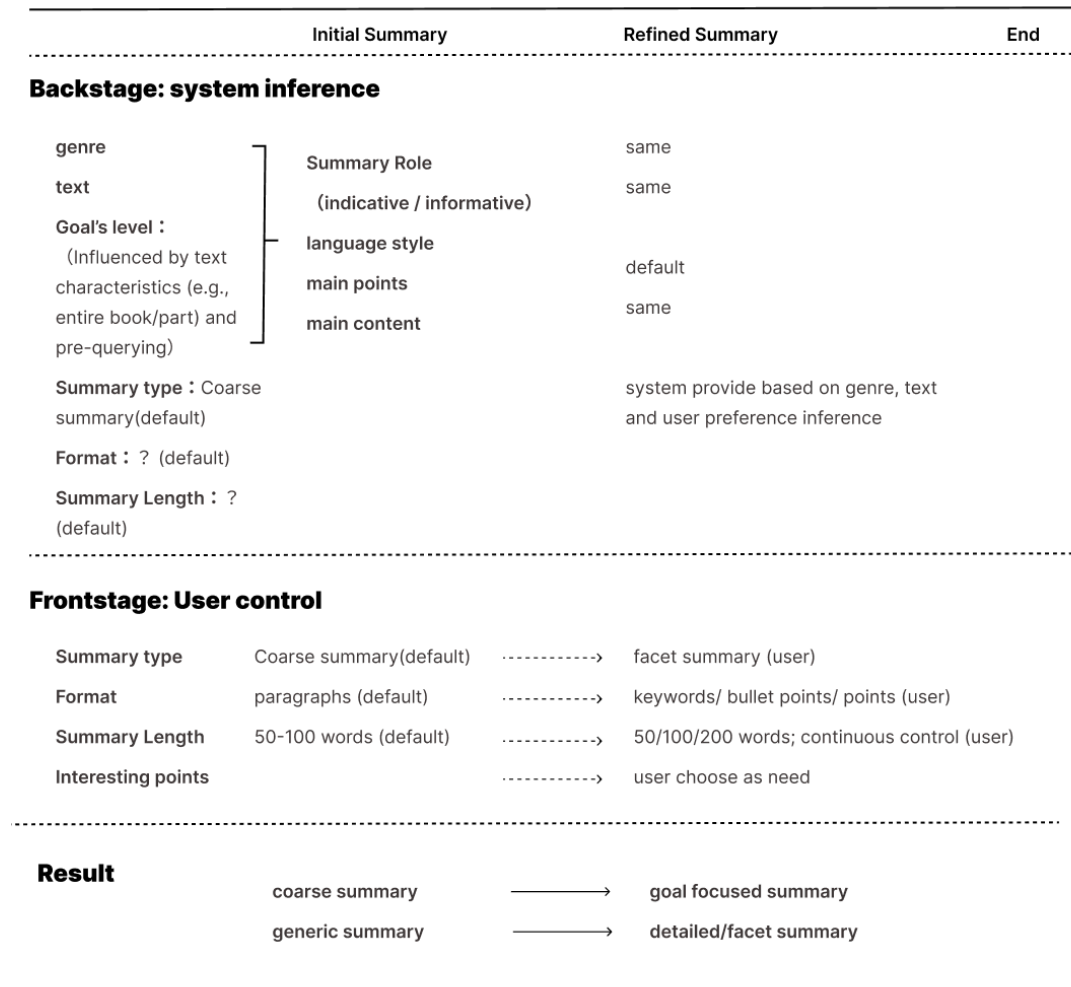 Initial Summary Refined Summary End
Backstage: system inference
genre
text
Goal's level：
（Influenced by text
characteristics (e.g.,
entire book/part) and
pre-querying）
Summary Role
（indicative / informative）
language style
main points
main content
same
same
default
same
Summary type：Coarse
summary(default)
system provide based on genre, text
and user preference inference
Format：？ (default)
Summary Length：？
(default)
Frontstage: User control
Summary type Coarse summary(default) facet summary (user)
Format paragraphs (default) keywords/ bullet points/ points (user)
Summary Length 50-100 words (default) 50/100/200 words; continuous control (user)
Interesting points user choose as need
Result
coarse summary goal focused summary
generic summary detailed/facet summary